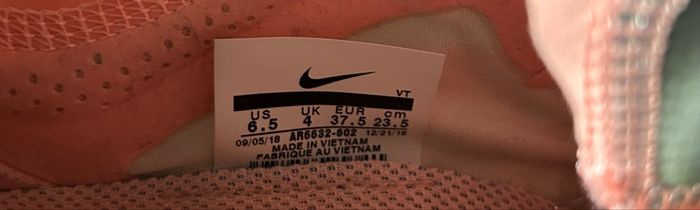 VT
US UK EUR cm
6.5 4 37.5 23.5
09/05/18 AR6632-602 12/21/18
MADE IN VIETNAM
FABRIQUE AU VIETNAM